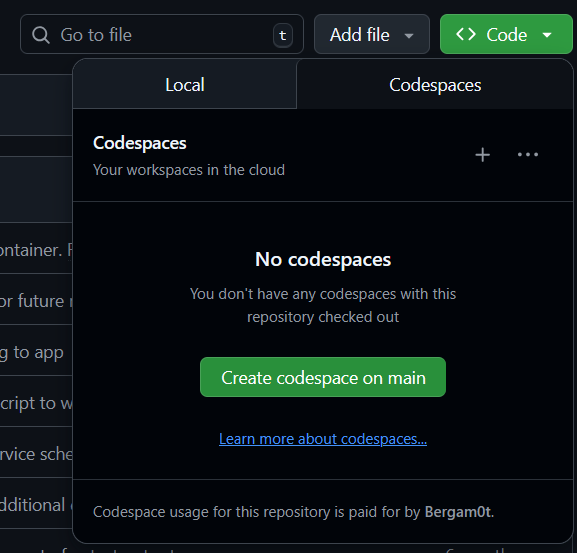 Go to file
t
Add file
Code
Local
Codespaces
Codespaces
Your workspaces in the cloud
ontainer.
No codespaces
or future
You don't have any codespaces with this
repository checked out
g to app
Create codespace on main
cript to w
Learn more about codespaces...
rvice sche
dditional
Codespace usage for this repository is paid for by Bergam0t.